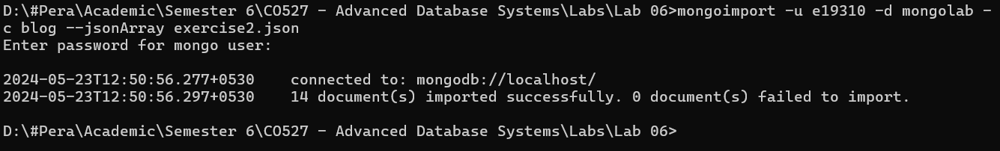 D:\#Pera\Academic\Semester 6\CO527 - Advanced Database Systems\Labs\Lab 06>mongoimport -u e19310 -d mongolab -
c blog --jsonArray exercise2.json
Enter password for mongo user:
2024-05-23T12:50:56.277+0530    connected to: mongodb://localhost/
2024-05-23T12:50:56.297+0530    14 document(s) imported successfully. 0 document(s) failed to import.
D:\#Pera\Academic\Semester 6\CO527 - Advanced Database Systems\Labs\Lab 06>